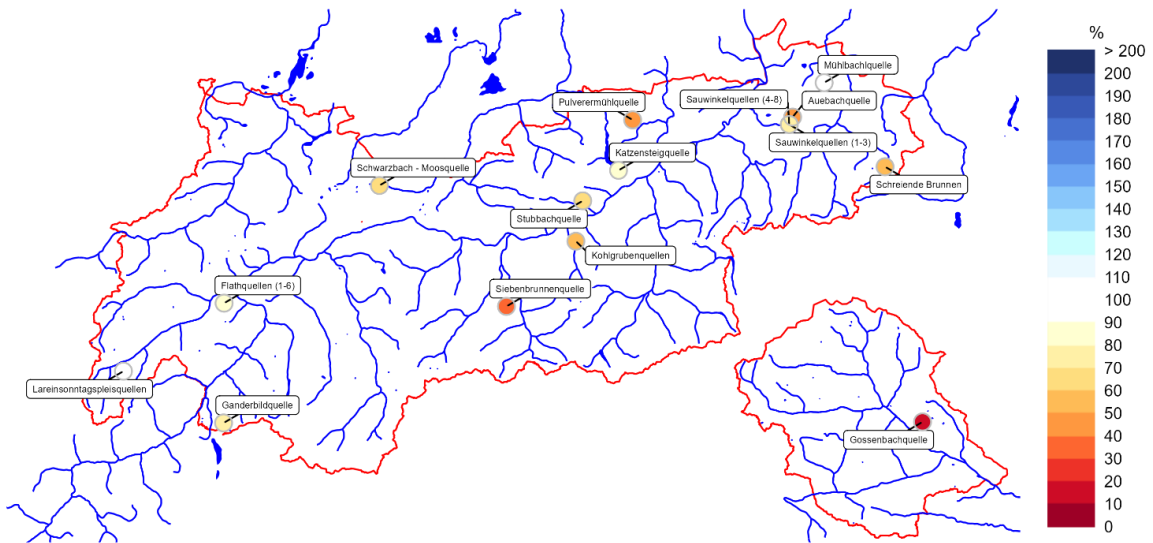 %
> 200
200
190
180
170
160
150
140
130
120
110
100
90
80
70
60
50
40
30
20
10
0
Mühlbachlquelle
Sauwinkelquellen (4-8)
Auebachquelle
Pulverermühlquelle
Sauwinkelquellen (1-3)
Katzensteigquelle
Schwarzbach - Moosquelle
Schreiende Brunnen
Stubbachquelle
Kohlgrubenquellen
Flathquellen (1-6)
Siebenbrunnenquelle
Lareinsonntagspleisquellen
Ganderbildquelle
Gossenbachquelle